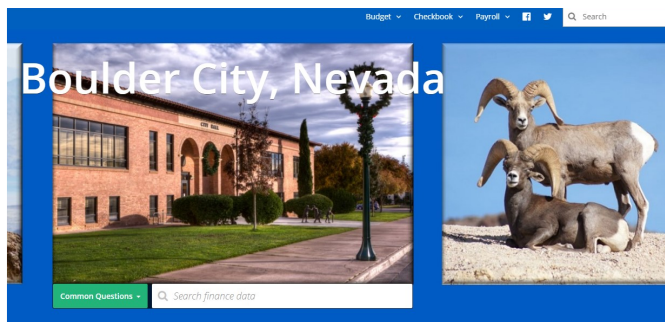 Budget Checkbook Payroll Search
Boulder City, Nevada
CITY HALL
Common Questions Search finance data